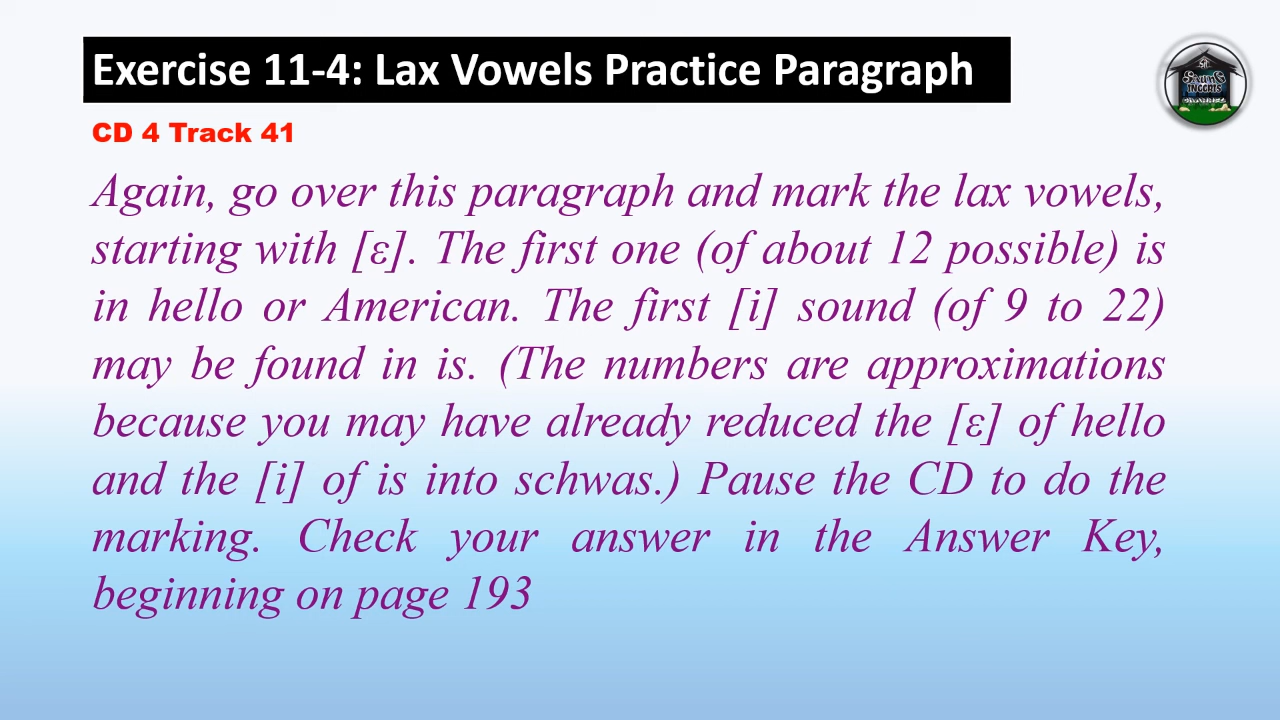 Exercise 11-4: Lax Vowels Practice Paragraph
CD 4 Track 41
Again, go over this paragraph and mark the lax vowels,
starting with [ε]. The first one (of about 12 possible) is
in hello or American. The first [i] sound (of 9 to 22)
may be found in is. (The numbers are approximations
because you may have already reduced the [ε] of hello
and the [i] of is into schwas.) Pause the CD to do the
marking. Check your answer in the Answer Key,
beginning on page 193